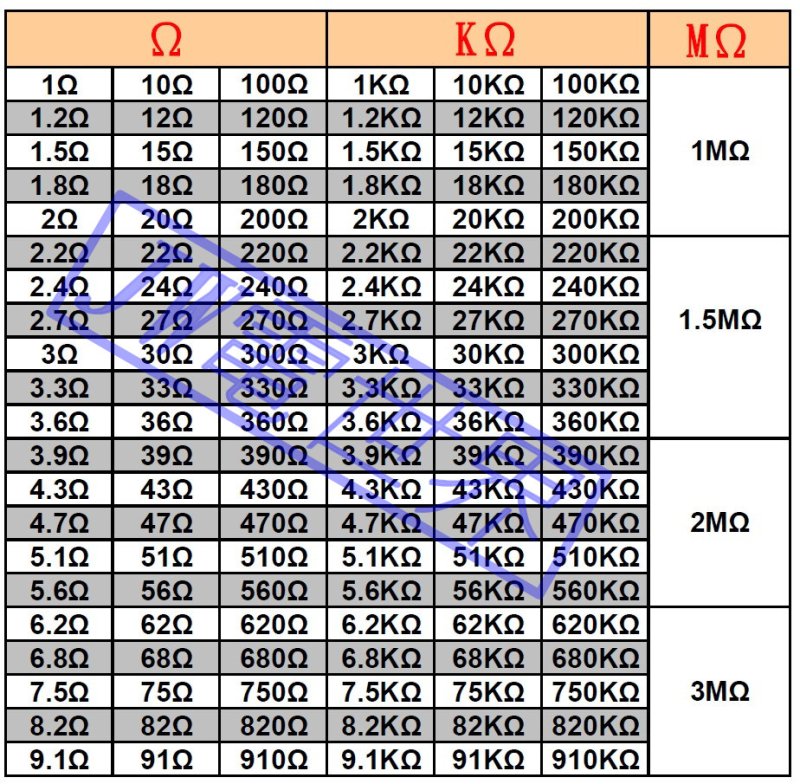 Ω KΩ MΩ
1Ω 10Ω 100Ω 1KΩ 10KΩ 100KΩ
1.2Ω 12Ω 120Ω 1.2KΩ 12KΩ 120KΩ
1.5Ω 15Ω 150Ω 1.5KΩ 15KΩ 150KΩ 1MΩ
1.8Ω 18Ω 180Ω 1.8KΩ 18KΩ 180KΩ
2Ω 20Ω 200Ω 2KΩ 20KΩ 200KΩ
2.2Ω 22Ω 220Ω 2.2KΩ 22KΩ 220KΩ
2.4Ω 24Ω 240Ω 2.4KΩ 24KΩ 240KΩ
2.7Ω 27Ω 270Ω 2.7KΩ 27KΩ 270KΩ 1.5MΩ
3Ω 30Ω 300Ω 3KΩ 30KΩ 300KΩ
3.3Ω 33Ω 330Ω 3.3KΩ 33KΩ 330KΩ
3.6Ω 36Ω 360Ω 3.6KΩ 36KΩ 360KΩ
3.9Ω 39Ω 390Ω 3.9KΩ 39KΩ 390KΩ
4.3Ω 43Ω 430Ω 4.3KΩ 43KΩ 430KΩ
4.7Ω 47Ω 470Ω 4.7KΩ 47KΩ 470KΩ 2MΩ
5.1Ω 51Ω 510Ω 5.1KΩ 51KΩ 510KΩ
5.6Ω 56Ω 560Ω 5.6KΩ 56KΩ 560KΩ
6.2Ω 62Ω 620Ω 6.2KΩ 62KΩ 620KΩ
6.8Ω 68Ω 680Ω 6.8KΩ 68KΩ 680KΩ
7.5Ω 75Ω 750Ω 7.5KΩ 75KΩ 750KΩ 3MΩ
8.2Ω 82Ω 820Ω 8.2KΩ 82KΩ 820KΩ
9.1Ω 91Ω 910Ω 9.1KΩ 91KΩ 910KΩ
JW電世界